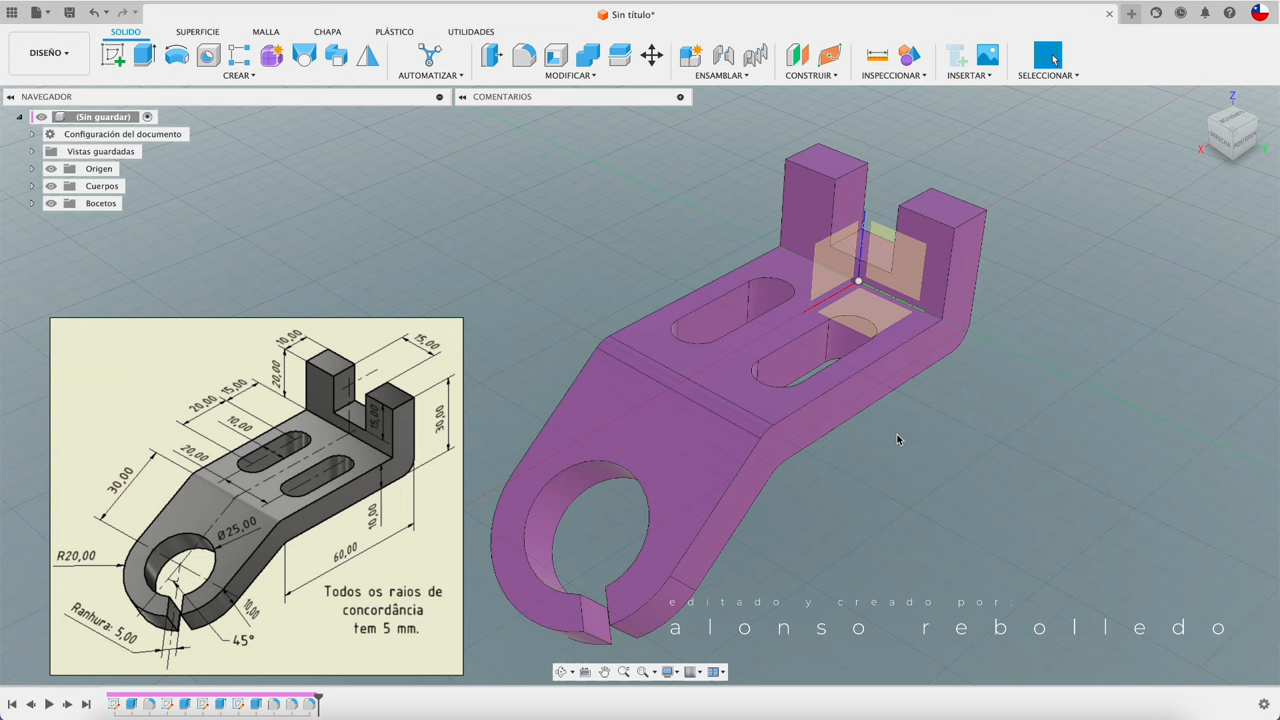 Sin título*
DISEÑO
SOLIDO
SUPERFICIE
MALLA
CHAPA
PLÁSTICO
UTILIDADES
CREAR
AUTOMATIZAR
MODIFICAR
ENSAMBLAR
CONSTRUIR
INSPECCIONAR
INSERTAR
SELECCIONAR
NAVEGADOR
COMENTARIOS
(Sin guardar)
Configuración del documento
Vistas guardadas
Origen
Cuerpos
Bocetos
Z
X
Y
10,00
15,00
20,00
15,00
20,00
10,00
15,00
30,00
20,00
30,00
Ø25,00
10,00
60,00
R20,00
10,00
Ranhura: 5,00
45°
Todos os raios de
concordância
tem 5 mm.
editado y creado por:
alonso rebolledo